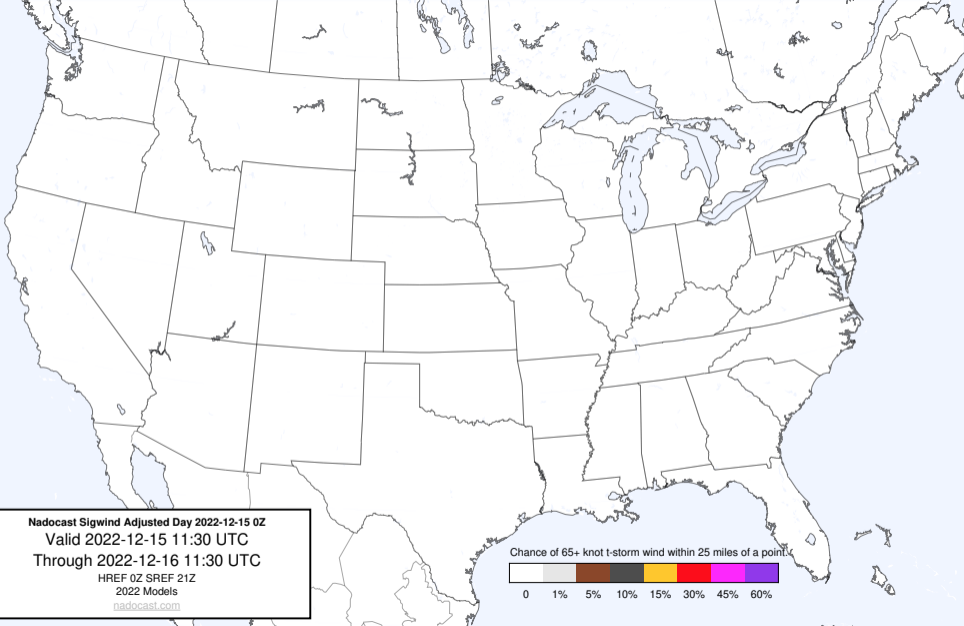 Nadocast Sigwind Adjusted Day 2022-12-15 0Z
Valid 2022-12-15 11:30 UTC
Through 2022-12-16 11:30 UTC
HREF 0Z SREF 21Z
2022 Models
nadocast.com
Chance of 65+ knot t-storm wind within 25 miles of a point.
0 1% 5% 10% 15% 30% 45% 60%